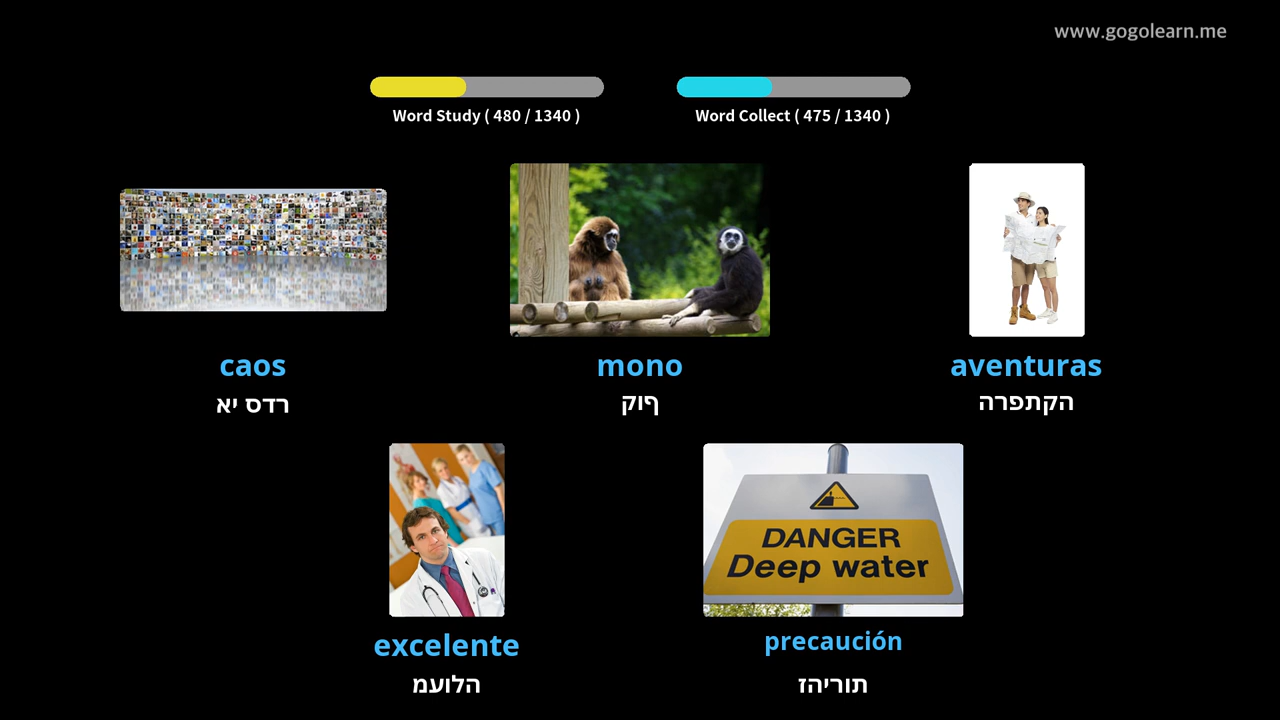 www.gogolearn.me
Word Study ( 480 / 1340 )
Word Collect ( 475 / 1340 )
caos
mono
aventuras
רדס יא
ףוק
הקתפרה
DANGER
Deep water
excelente
precaución
הלועמ
תוריהז